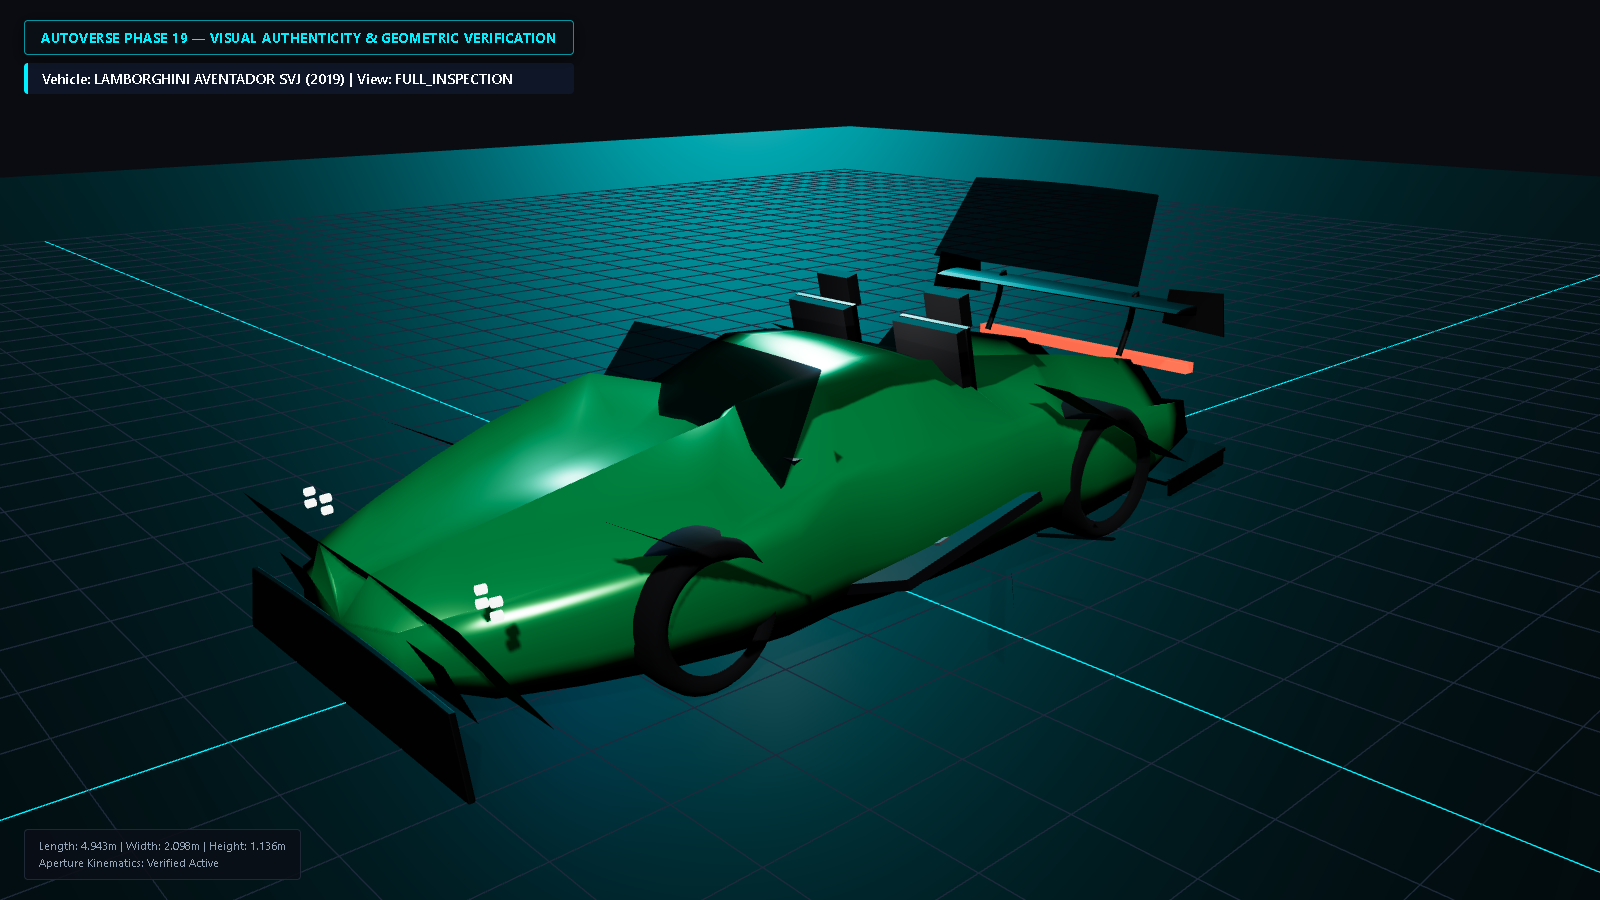 AUTOVERSE PHASE 19 — VISUAL AUTHENTICITY & GEOMETRIC VERIFICATION
Vehicle: LAMBORGHINI AVENTADOR SVJ (2019) | View: FULL_INSPECTION
Length: 4.943m | Width: 2.098m | Height: 1.136m
Aperture Kinematics: Verified Active